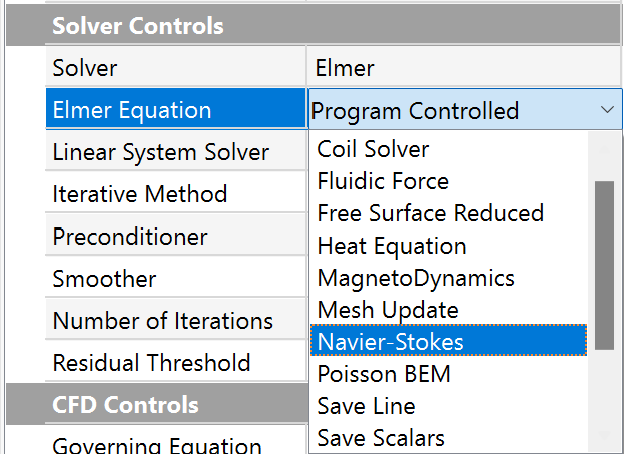 Solver Controls
Solver Elmer
Elmer Equation Program Controlled
Linear System Solver Coil Solver
Iterative Method Fluidic Force
Preconditioner Free Surface Reduced
Smoother Heat Equation
Number of Iterations MagnetoDynamics
Residual Threshold Mesh Update
CFD Controls Navier-Stokes
Governing Equation Poisson BEM
Save Line
Save Scalars